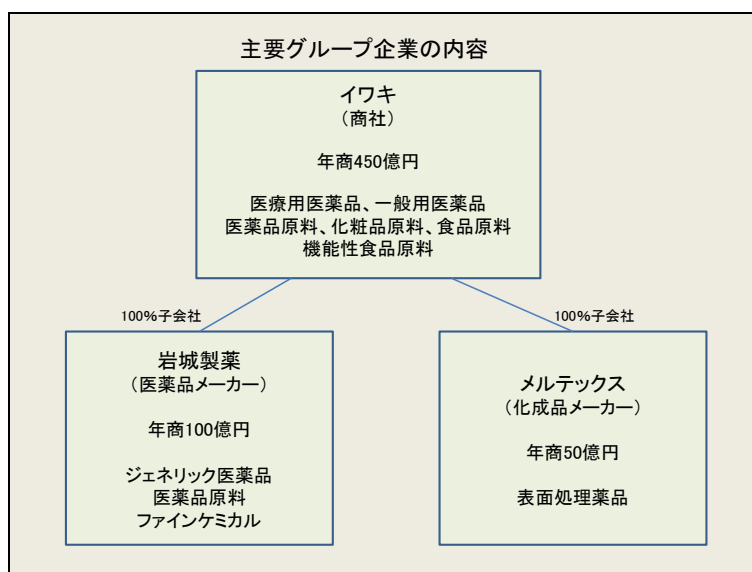 主要グループ企業の内容
イワキ
（商社）
年商450億円
医療用医薬品、一般用医薬品
医薬品原料、化粧品原料、食品原料
機能性食品原料
100%子会社
100%子会社
岩城製薬
（医薬品メーカー）
年商100億円
ジェネリック医薬品
医薬品原料
ファインケミカル
メルテックス
（化成品メーカー）
年商50億円
表面処理薬品